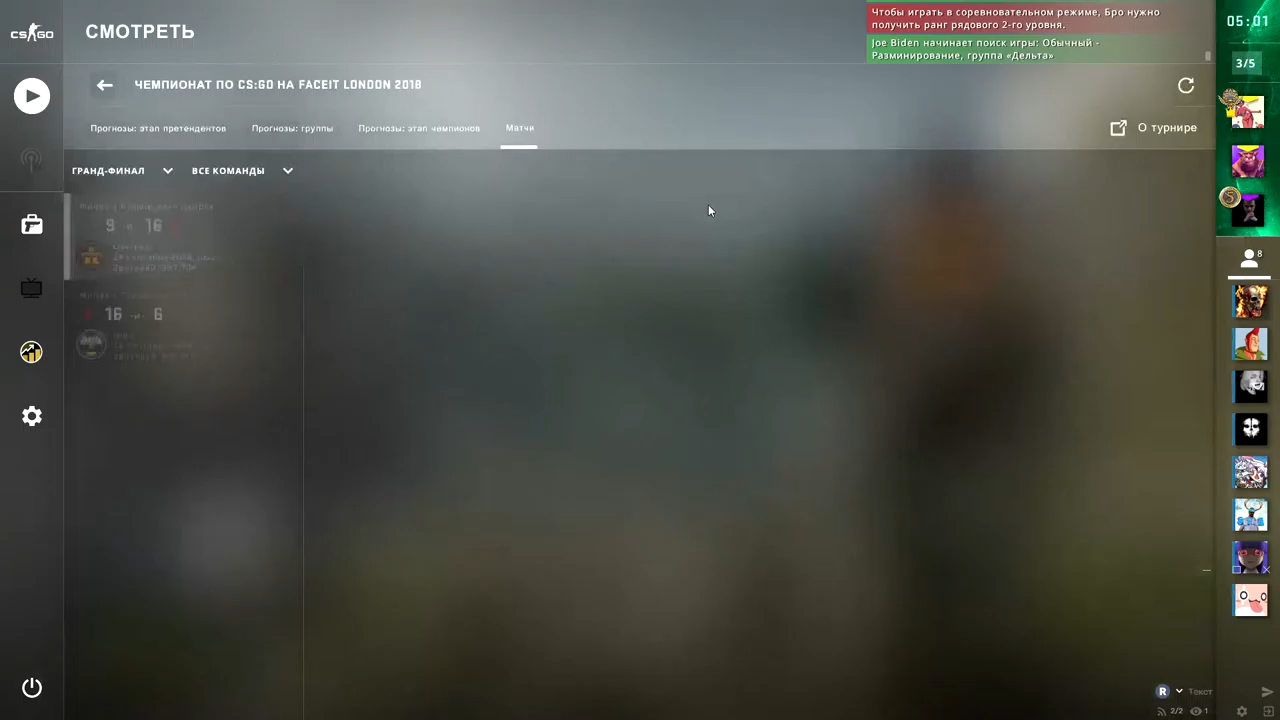 CS:GO
СМОТРЕТЬ
Чтобы играть в соревновательном режиме, Бро нужно
получить ранг рядового 2-го уровня.
Joe Biden начинает поиск игры: Обычный -
Разминирование, группа «Дельта»
05:01
3/5
ЧЕМПИОНАТ ПО CS:GO НА FACEIT LONDON 2018
Прогнозы: этап претендентов
Прогнозы: группы
Прогнозы: этап чемпионов
Матчи
О турнире
ГРАНД-ФИНАЛ
ВСЕ КОМАНДЫ
9 16
5
8
16 6
R
Текст
2/2
1